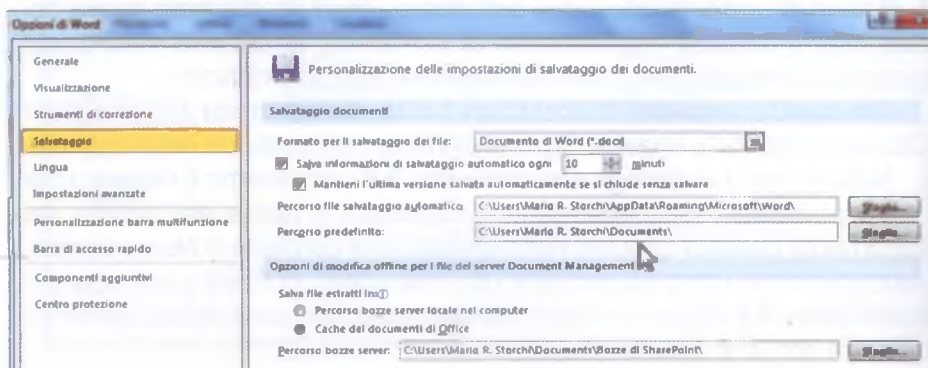 Opzioni di Word
Generale
Visualizzazione
Strumenti di correzione
Salvataggio
Lingua
Impostazioni avanzate
Personalizzazione barra multifunzione
Barra di accesso rapido
Componenti aggiuntivi
Centro protezione
Personalizzazione delle impostazioni di salvataggio dei documenti.
Salvataggio documenti
Formato per il salvataggio dei file: Documento di Word (*.docx)
Salva informazioni di salvataggio automatico ogni 10 minuti
Mantieni l'ultima versione salvata automaticamente se si chiude senza salvare
Percorso file salvataggio automatico: C:\Users\Mario R. Storchi\AppData\Roaming\Microsoft\Word\ Sfoglia...
Percorso predefinito: C:\Users\Mario R. Storchi\Documents\ Sfoglia...
Opzioni di modifica offline per i file del server Document Management
Salva file estratti in:
Percorso bozze server locale nel computer
Cache dei documenti di Office
Percorso bozze server: C:\Users\Mario R. Storchi\Documents\Bozze di SharePoint\ Sfoglia...